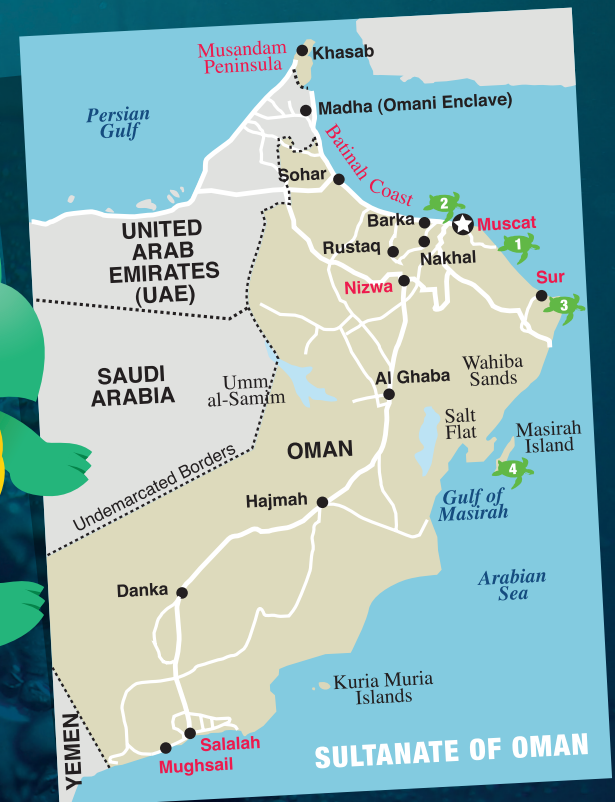 Musandam
Peninsula
Khasab
Persian
Gulf
Madha (Omani Enclave)
Batinah Coast
Sohar
2
Barka
Muscat
UNITED
ARAB
EMIRATES
(UAE)
Rustaq
Nakhal
1
Nizwa
Sur
3
SAUDI
ARABIA
Umm
al-Samim
Al Ghaba
Wahiba
Sands
Salt
Flat
Masirah
Island
OMAN
4
Undemarcated Borders
Hajmah
Gulf of
Masirah
Danka
Arabian
Sea
Kuria Muria
Islands
YEMEN
Salalah
Mughsail
SULTANATE OF OMAN